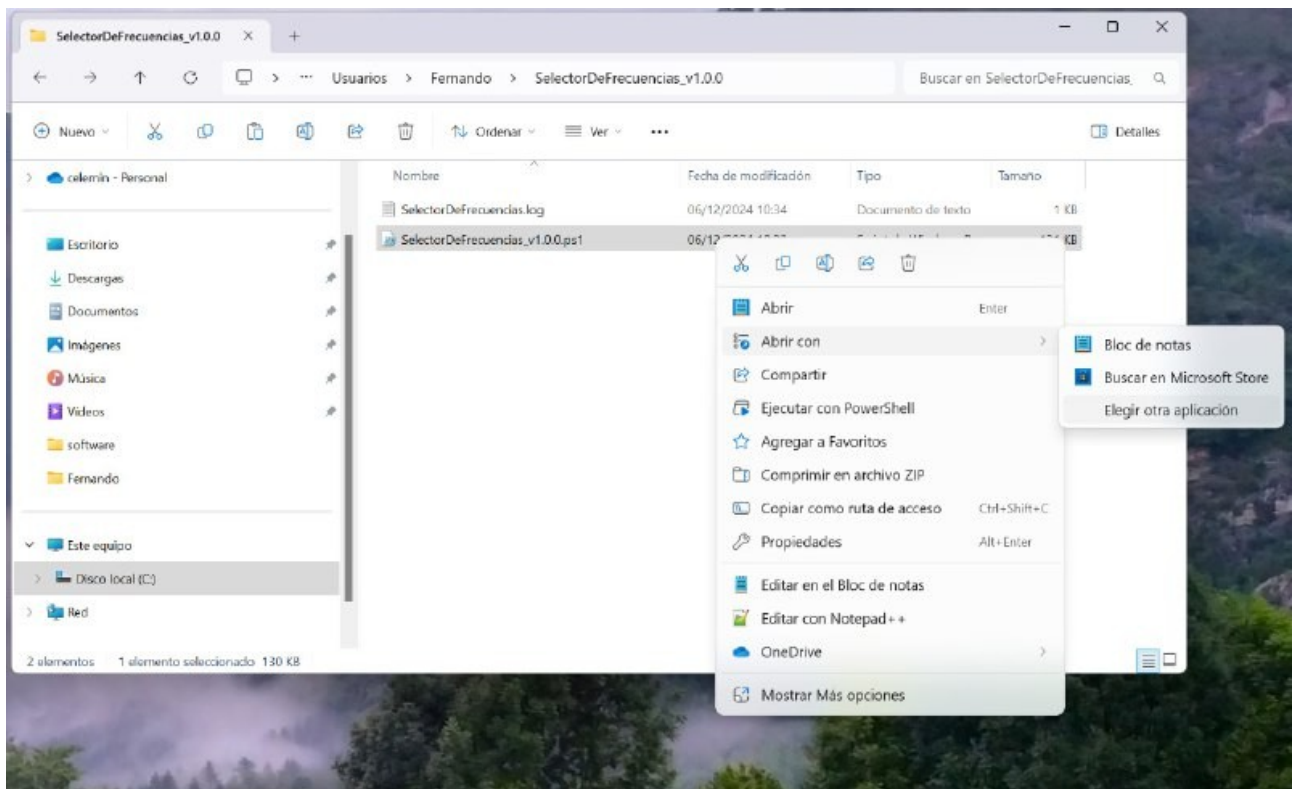 SelectorDeFrecuencias_v1.0.0
Usuarios > Fernando > SelectorDeFrecuencias_v1.0.0
Buscar en SelectorDeFrecuencias_
Nuevo
Ordenar
Ver
Detalles
celemin - Personal
Escritorio
Descargas
Documentos
Imágenes
Música
Vídeos
software
Fernando
Este equipo
Disco local (C:)
Red
Nombre Fecha de modificación Tipo Tamaño
SelectorDeFrecuencias.log 06/12/2024 10:34 Documento de texto 1 KB
SelectorDeFrecuencias_v1.0.0.ps1 06/12 KB
Abrir Enter
Abrir con
Compartir
Ejecutar con PowerShell
Agregar a Favoritos
Comprimir en archivo ZIP
Copiar como ruta de acceso Ctrl+Shift+C
Propiedades Alt+Enter
Editar en el Bloc de notas
Editar con Notepad++
OneDrive
Mostrar Más opciones
Bloc de notas
Buscar en Microsoft Store
Elegir otra aplicación
2 elementos 1 elemento seleccionado 130 KB